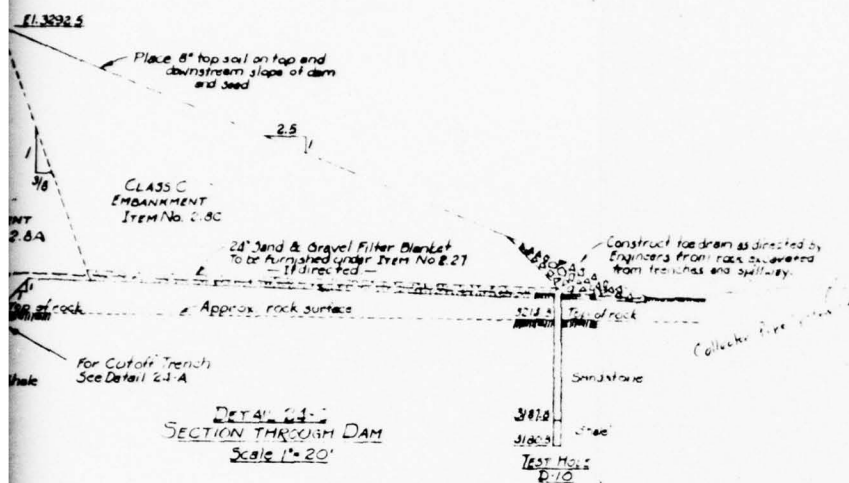 El. 3292.5
Place 8" top soil on top and
downstream slope of dam
and seed
2.5
1
1
3/8
CLASS C
EMBANKMENT
ITEM No. 2.8C
2.8A
24" Sand & Gravel Filter Blanket
To be furnished under ITEM No 2.27
— If directed —
Construct toe drain as directed by
Engineers from rock excavated
from trenches and spillway.
1
Top of rock
Approx. rock surface
Top of rock
Collector Pipe
For Cutoff Trench
See Detail 24-A
Shale
Sandstone
DETAIL
SECTION THROUGH DAM
Scale 1"= 20'
TEST HOLE
D-10